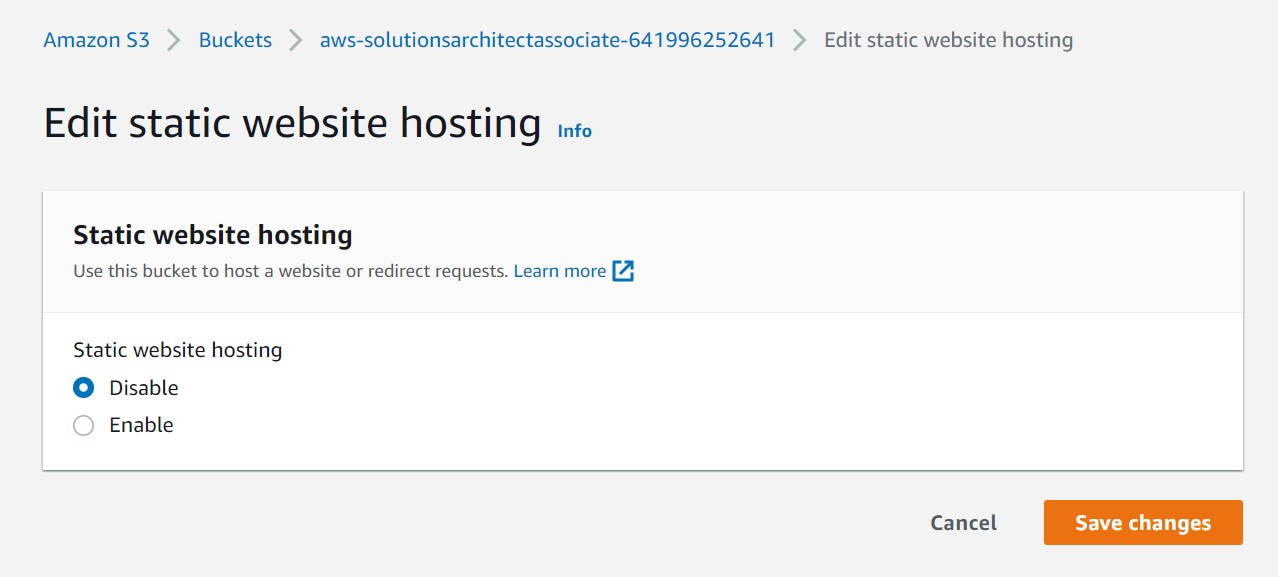 Amazon S3 > Buckets > aws-solutionsarchitectassociate-641996252641 > Edit static website hosting
Edit static website hosting Info
Static website hosting
Use this bucket to host a website or redirect requests. Learn more
Static website hosting
Disable
Enable
Cancel Save changes